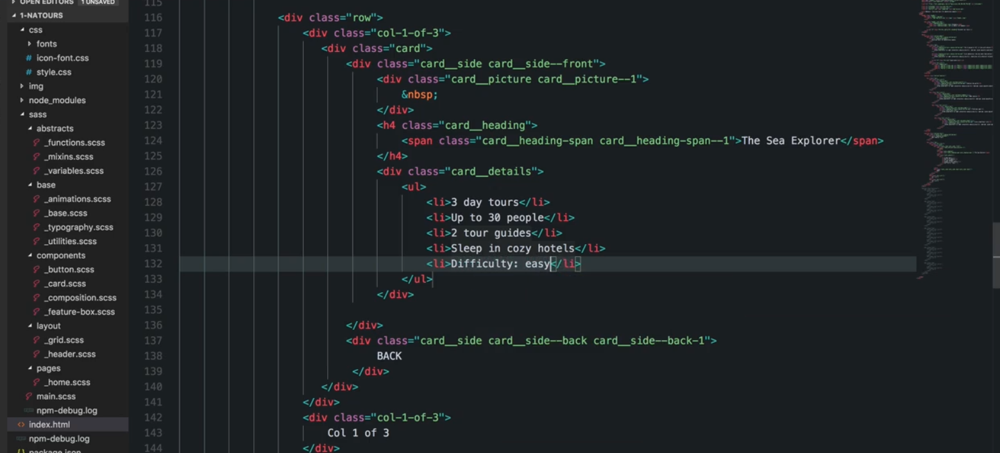 OPEN EDITORS 1 UNSAVED
1-NATOURS
css
fonts
# icon-font.css
# style.css
img
node_modules
sass
abstracts
_functions.scss
_mixins.scss
_variables.scss
base
_animations.scss
_base.scss
_typography.scss
_utilities.scss
components
_button.scss
_card.scss
_composition.scss
_feature-box.scss
layout
_grid.scss
_header.scss
pages
_home.scss
main.scss
npm-debug.log
<> index.html
npm-debug.log
{} package.json
115
116 <div class="row">
117 <div class="col-1-of-3">
118 <div class="card">
119 <div class="card__side card__side--front">
120 <div class="card__picture card__picture--1">
121 &nbsp;
122 </div>
123 <h4 class="card__heading">
124 <span class="card__heading-span card__heading-span--1">The Sea Explorer</span>
125 </h4>
126 <div class="card__details">
127 <ul>
128 <li>3 day tours</li>
129 <li>Up to 30 people</li>
130 <li>2 tour guides</li>
131 <li>Sleep in cozy hotels</li>
132 <li>Difficulty: easy</li>
133 </ul>
134 </div>
135
136 </div>
137 <div class="card__side card__side--back card__side--back-1">
138 BACK
139 </div>
140 </div>
141 </div>
142 <div class="col-1-of-3">
143 Col 1 of 3
144 </div>